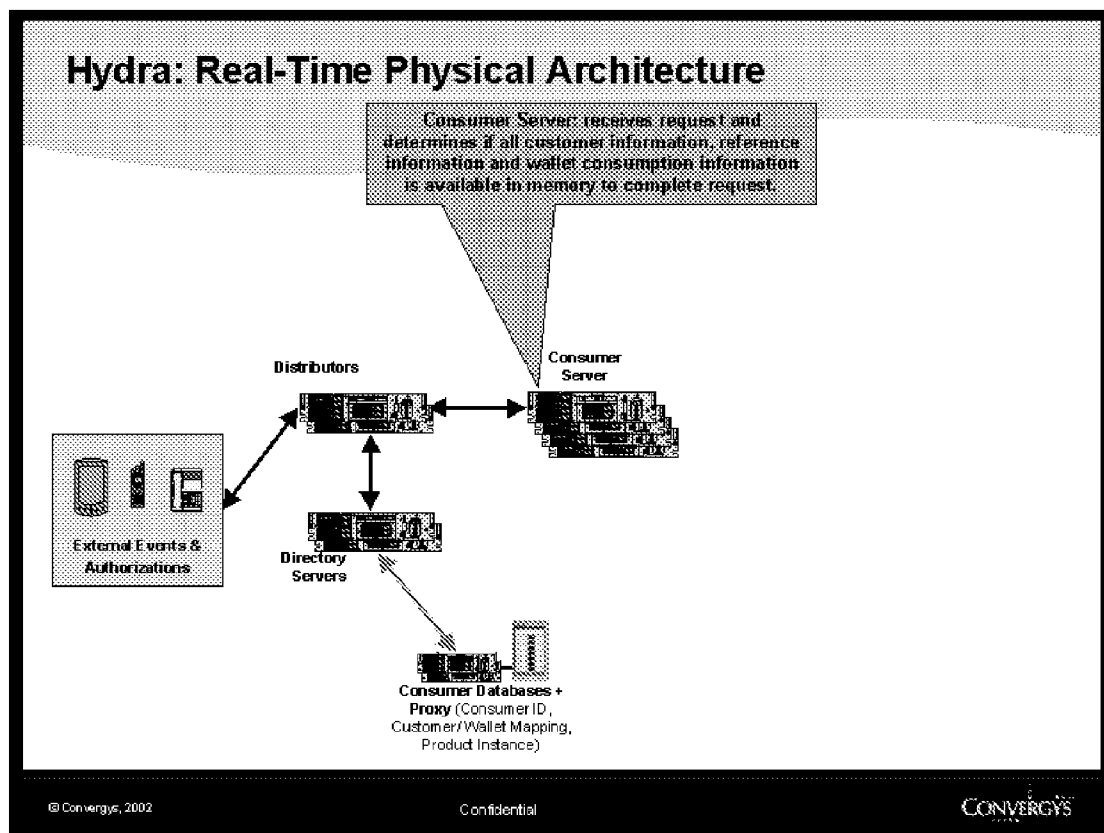 Hydra: Real-Time Physical Architecture
Consumer Server: receives request and
determines if all customer information, reference
information and wallet consumption information
is available in memory to complete request.
Distributors
Consumer
Server
External Events &
Authorizations
Directory
Servers
Consumer Databases +
Proxy (Consumer ID,
Customer/Wallet Mapping,
Product Instance)
© Convergys, 2002
Confidential
CONVERGYS